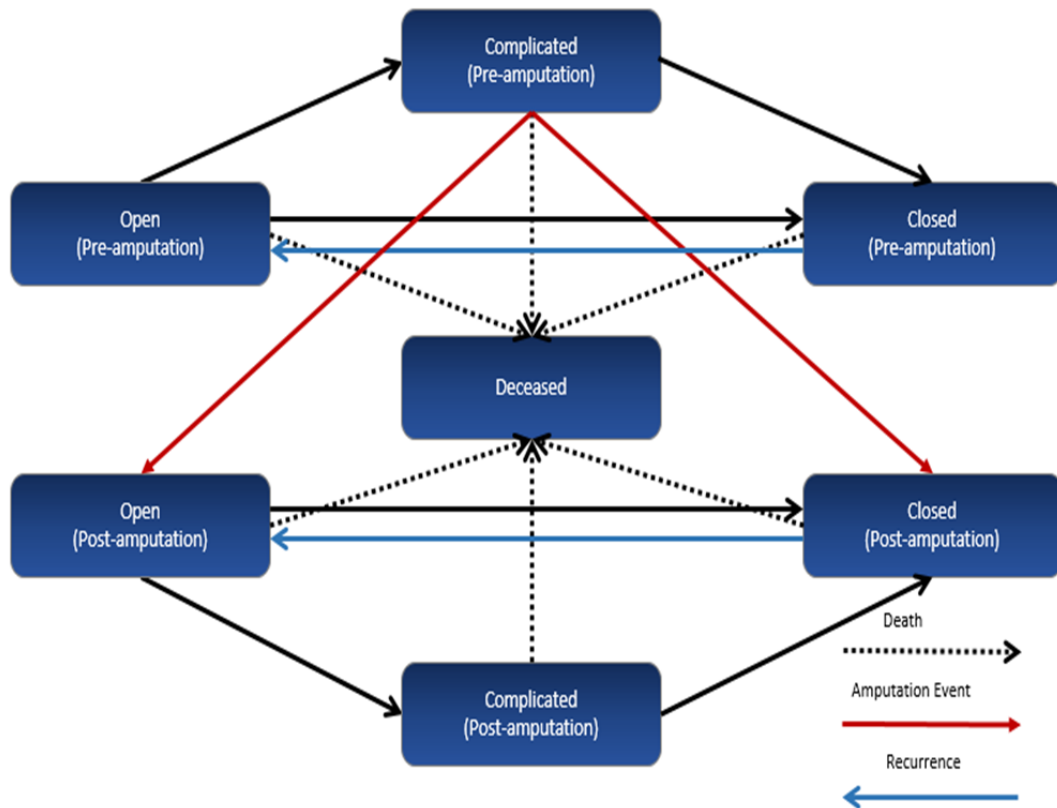 Complicated
(Pre-amputation)
Open
(Pre-amputation)
Closed
(Pre-amputation)
Deceased
Open
(Post-amputation)
Closed
(Post-amputation)
Complicated
(Post-amputation)
Death
Amputation Event
Recurrence